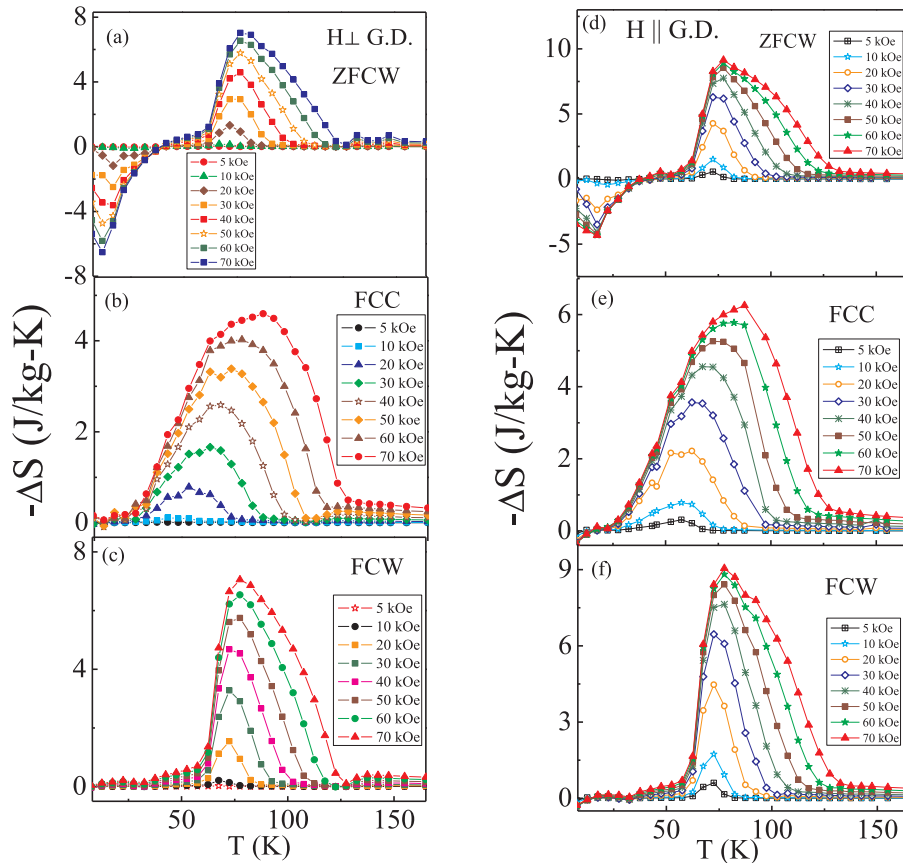 (a)
H⊥ G.D.
ZFCW
8
4
0
-4
-8
5 kOe
10 kOe
20 kOe
30 kOe
40 kOe
50 kOe
60 kOe
70 kOe
(b)
FCC
4
2
0
5 kOe
10 kOe
20 kOe
30 kOe
40 kOe
50 koe
60 kOe
70 kOe
-ΔS (J/kg-K)
(c)
FCW
8
4
0
5 kOe
10 kOe
20 kOe
30 kOe
40 kOe
50 kOe
60 kOe
70 kOe
50
100
150
T (K)
(d)
H || G.D.
ZFCW
10
5
0
-5
5 kOe
10 kOe
20 kOe
30 kOe
40 kOe
50 kOe
60 kOe
70 kOe
(e)
FCC
6
4
2
0
5 kOe
10 kOe
20 kOe
30 kOe
40 kOe
50 kOe
60 kOe
70 kOe
-ΔS (J/kg-K)
(f)
FCW
9
6
3
0
5 kOe
10 kOe
20 kOe
30 kOe
40 kOe
50 kOe
60 kOe
70 kOe
50
100
150
T (K)